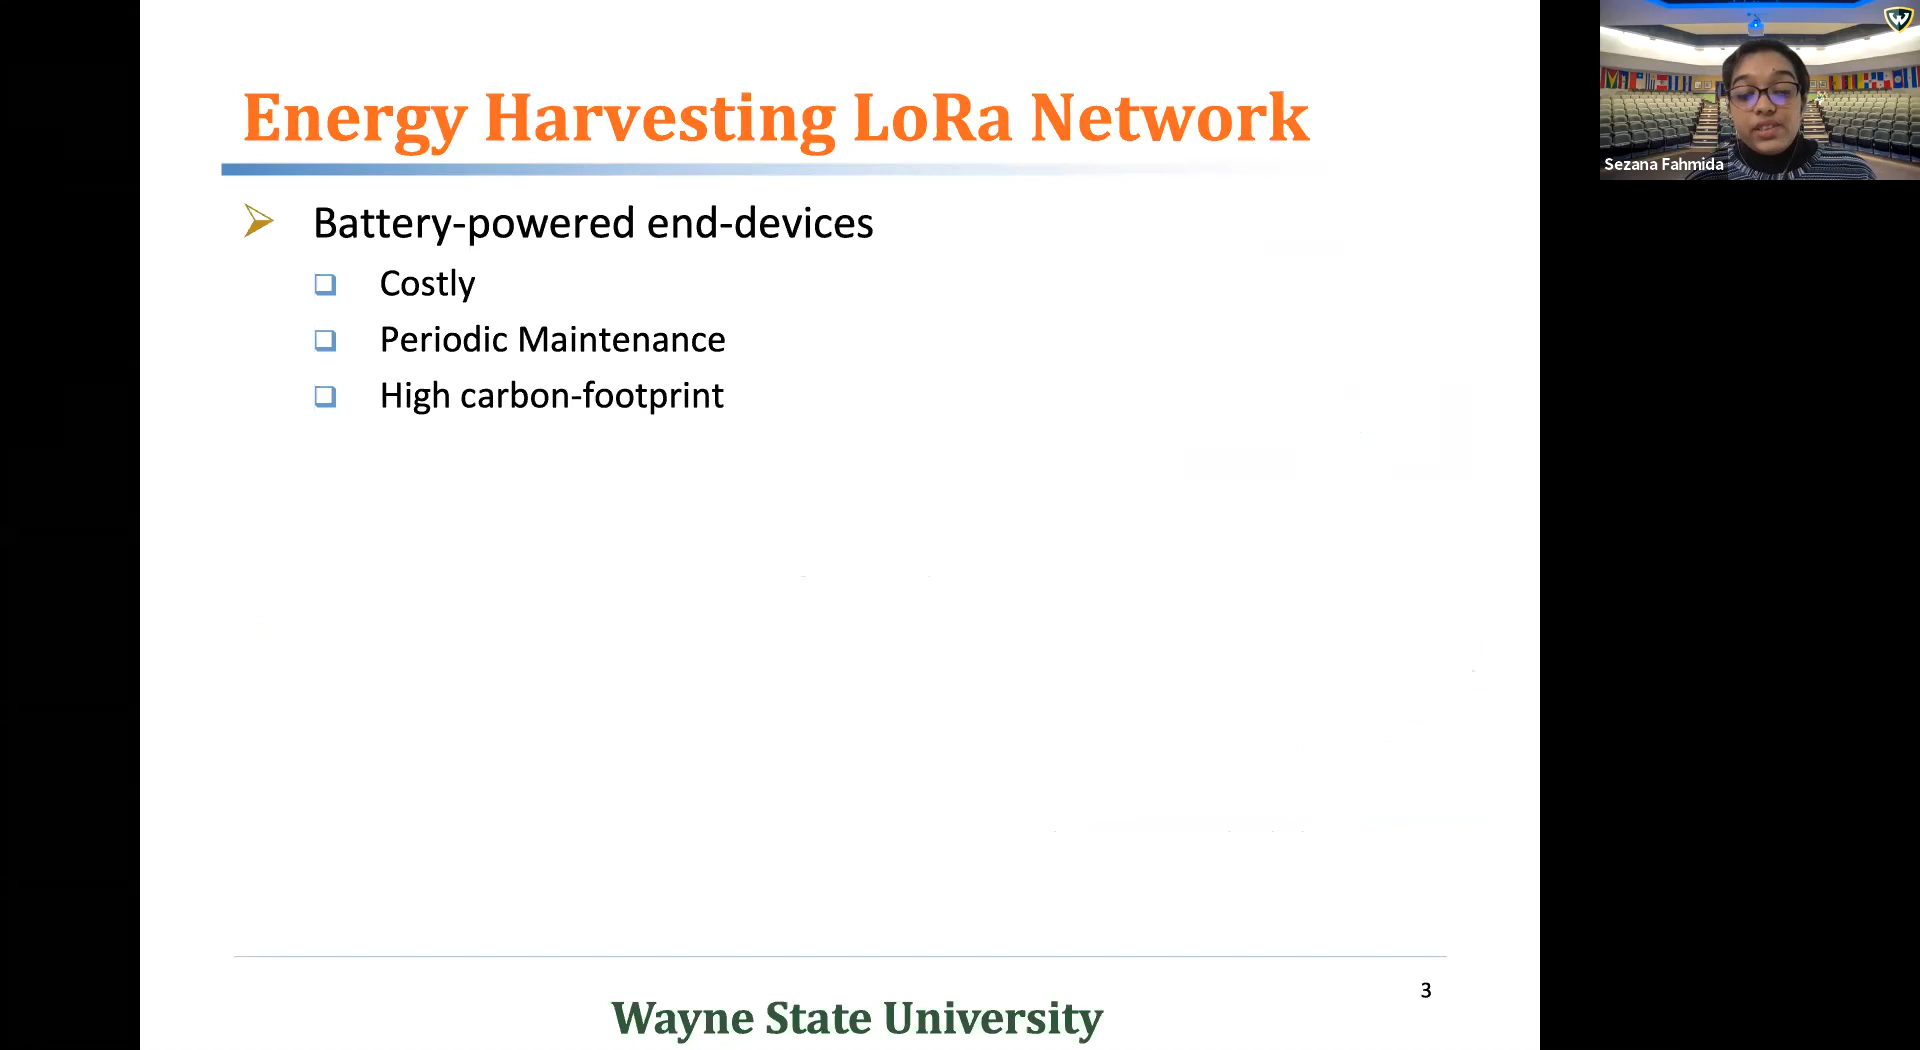 Energy Harvesting LoRa Network
Battery-powered end-devices
Costly
Periodic Maintenance
High carbon-footprint
3
Wayne State University
Sezana Fahmida
W